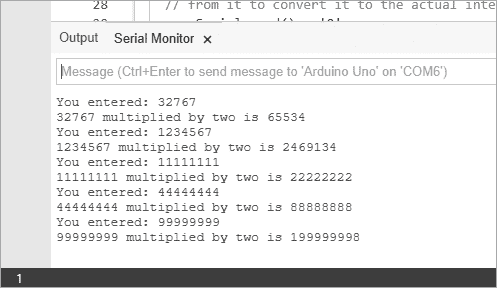 28
// from it to convert it to the actual inte
Output Serial Monitor ×
Message (Ctrl+Enter to send message to 'Arduino Uno' on 'COM6')
You entered: 32767
32767 multiplied by two is 65534
You entered: 1234567
1234567 multiplied by two is 2469134
You entered: 11111111
11111111 multiplied by two is 22222222
You entered: 44444444
44444444 multiplied by two is 88888888
You entered: 99999999
99999999 multiplied by two is 199999998
1